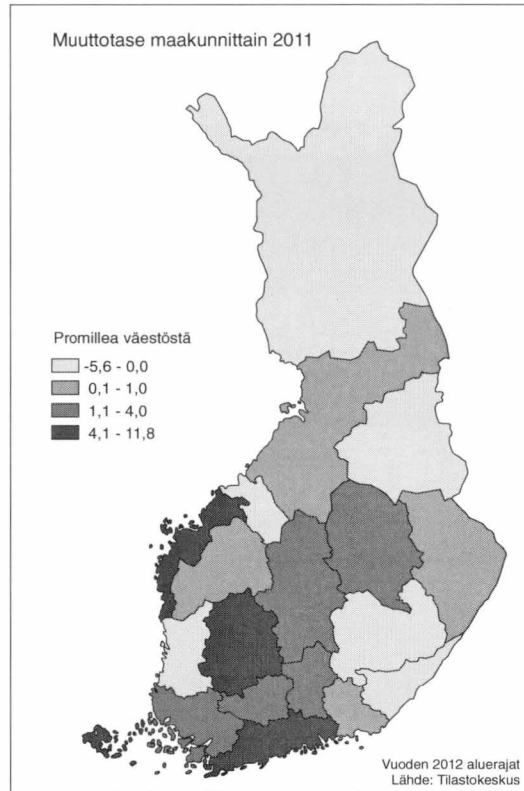 Muuttotase maakunnittain 2011
Promillea väestöstä
-5,6 - 0,0
0,1 - 1,0
1,1 - 4,0
4,1 - 11,8
Vuoden 2012 aluerajat
Lähde: Tilastokeskus